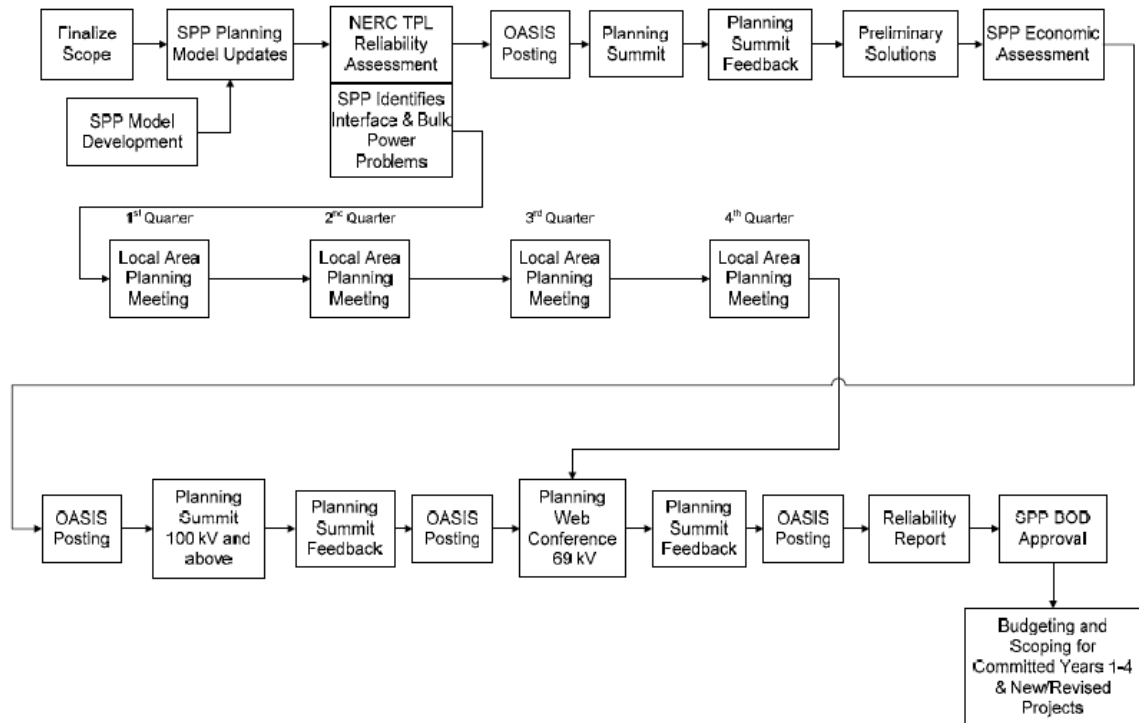 Finalize
Scope
SPP Planning
Model Updates
NERC TPL
Reliability
Assessment
OASIS
Posting
Planning
Summit
Planning
Summit
Feedback
Preliminary
Solutions
SPP Economic
Assessment
SPP Model
Development
SPP Identifies
Interface & Bulk
Power
Problems
1st Quarter
2nd Quarter
3rd Quarter
4th Quarter
Local Area
Planning
Meeting
Local Area
Planning
Meeting
Local Area
Planning
Meeting
Local Area
Planning
Meeting
OASIS
Posting
Planning
Summit
100 kV and
above
Planning
Summit
Feedback
OASIS
Posting
Planning
Web
Conference
69 kV
Planning
Summit
Feedback
OASIS
Posting
Reliability
Report
SPP BOD
Approval
Budgeting and
Scoping for
Committed Years 1-4
& New/Revised
Projects